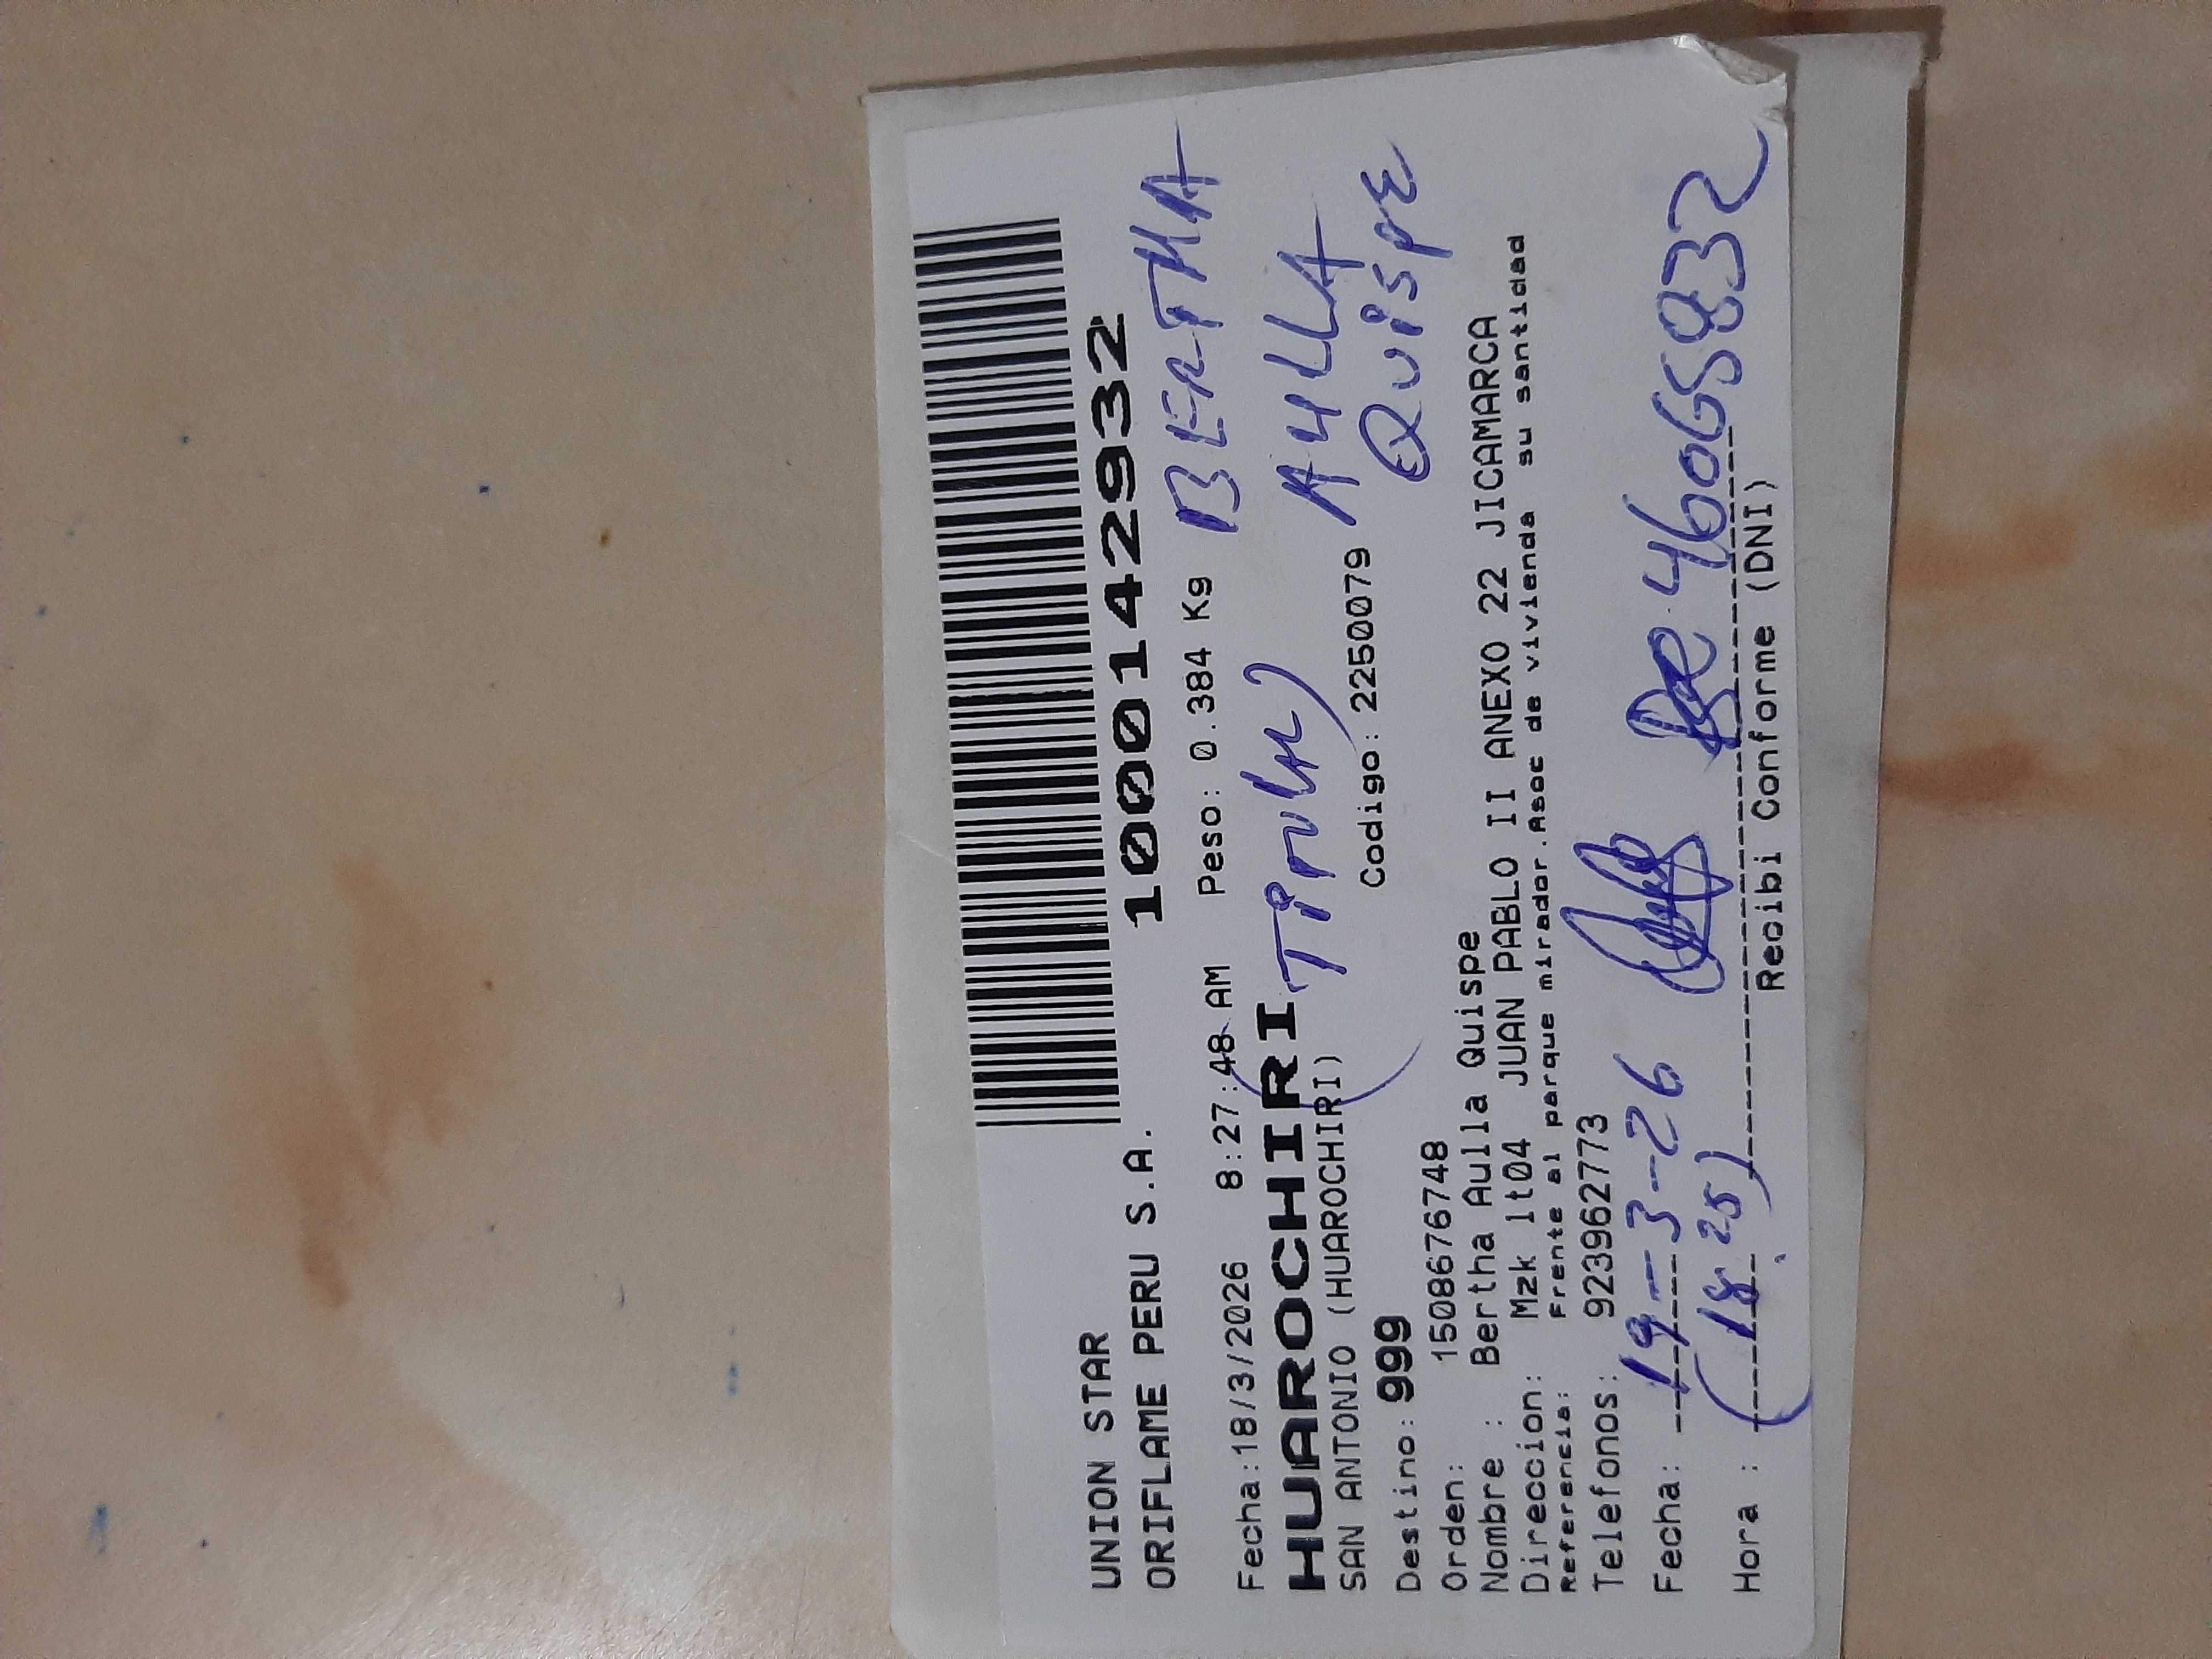 UNION STAR
ORIFLAME PERU S.A.
1000142932
Fecha:18/3/2026 8:27:48 AM Peso: 0.384 Kg BERTHA
HUAROCHIRI
SAN ANTONIO (HUAROCHIRI) AULLA
Destino: 999 Codigo: 2250079 Quispe
Orden: 1508676748
Nombre : Bertha Aulla Quispe
Direccion: Mzk lt04 JUAN PABLO II ANEXO 22 JICAMARCA
Referencia: Frente al parque mirador.Asoc de vivienda su santidad
Telefonos: 923962773
Fecha: 19-3-26
46065832
Hora : (18:25)
Recibi Conforme (DNI)